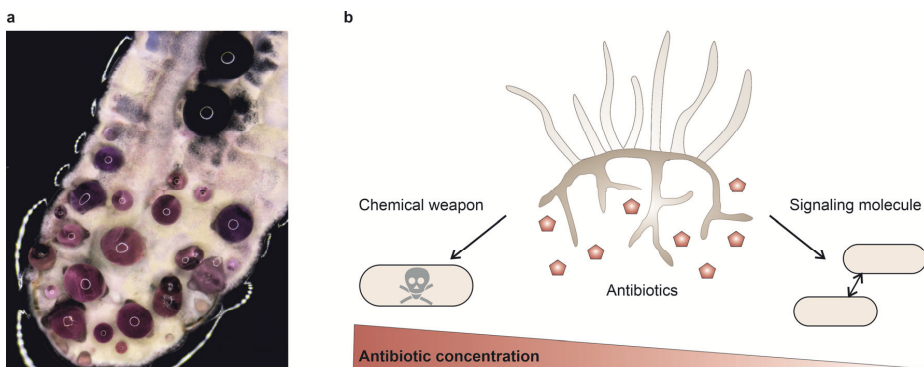 a
b
Chemical weapon
Signaling molecule
Antibiotics
Antibiotic concentration